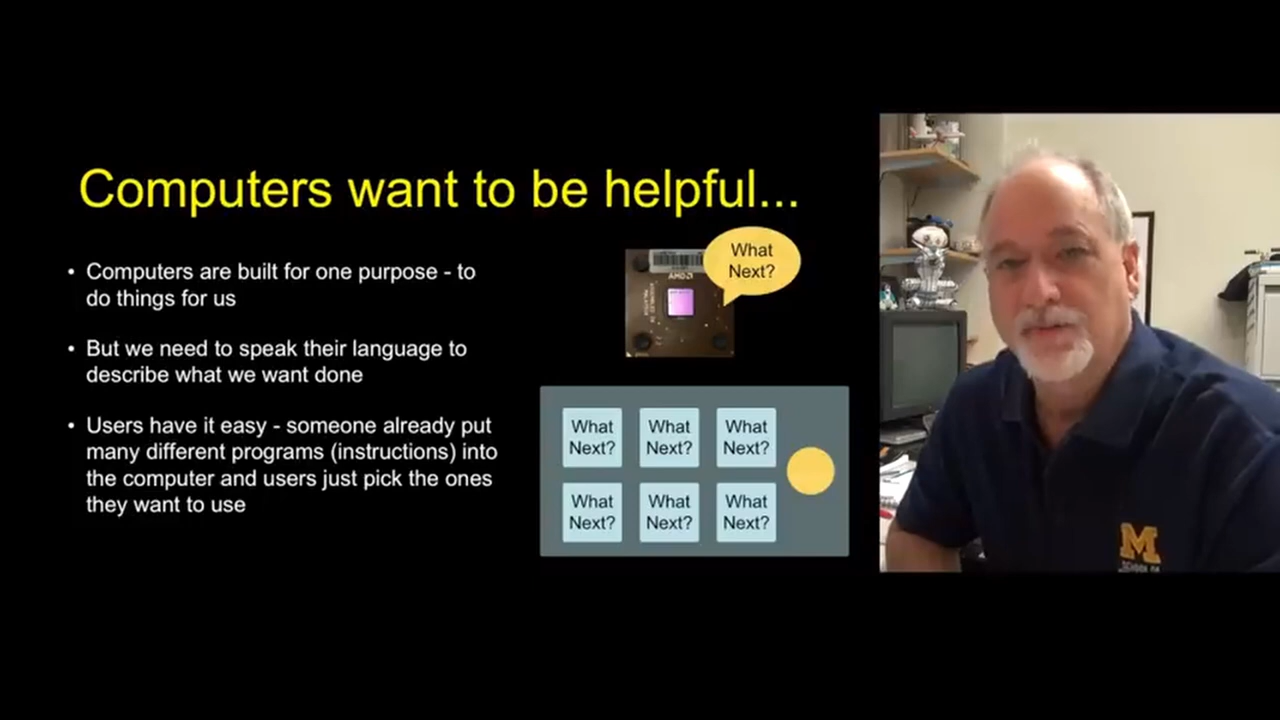 Computers want to be helpful...
• Computers are built for one purpose - to
do things for us
• But we need to speak their language to
describe what we want done
• Users have it easy - someone already put
many different programs (instructions) into
the computer and users just pick the ones
they want to use
What
Next?
AMD
What
Next?
What
Next?
What
Next?
What
Next?
What
Next?
What
Next?
M
SCHOOL OF